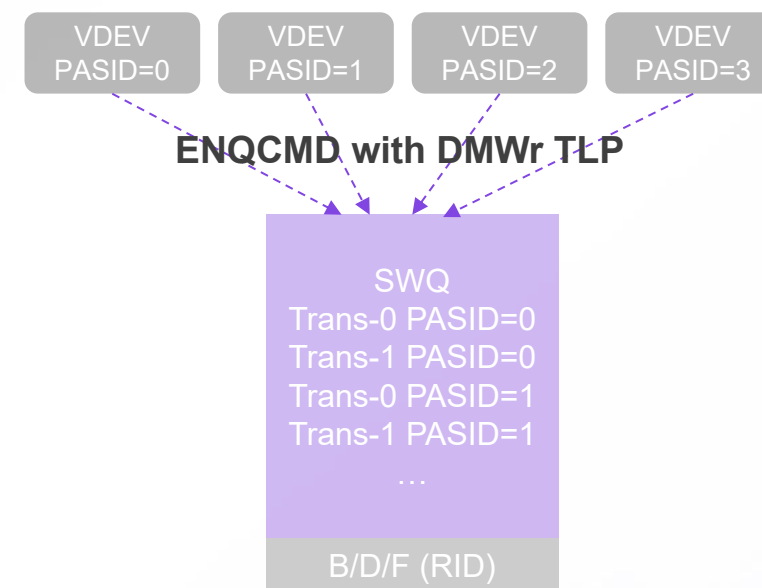 VDEV
PASID=0
VDEV
PASID=1
VDEV
PASID=2
VDEV
PASID=3
ENQCMD with DMWr TLP
SWQ
Trans-0 PASID=0
Trans-1 PASID=0
Trans-0 PASID=1
Trans-1 PASID=1
…
B/D/F (RID)